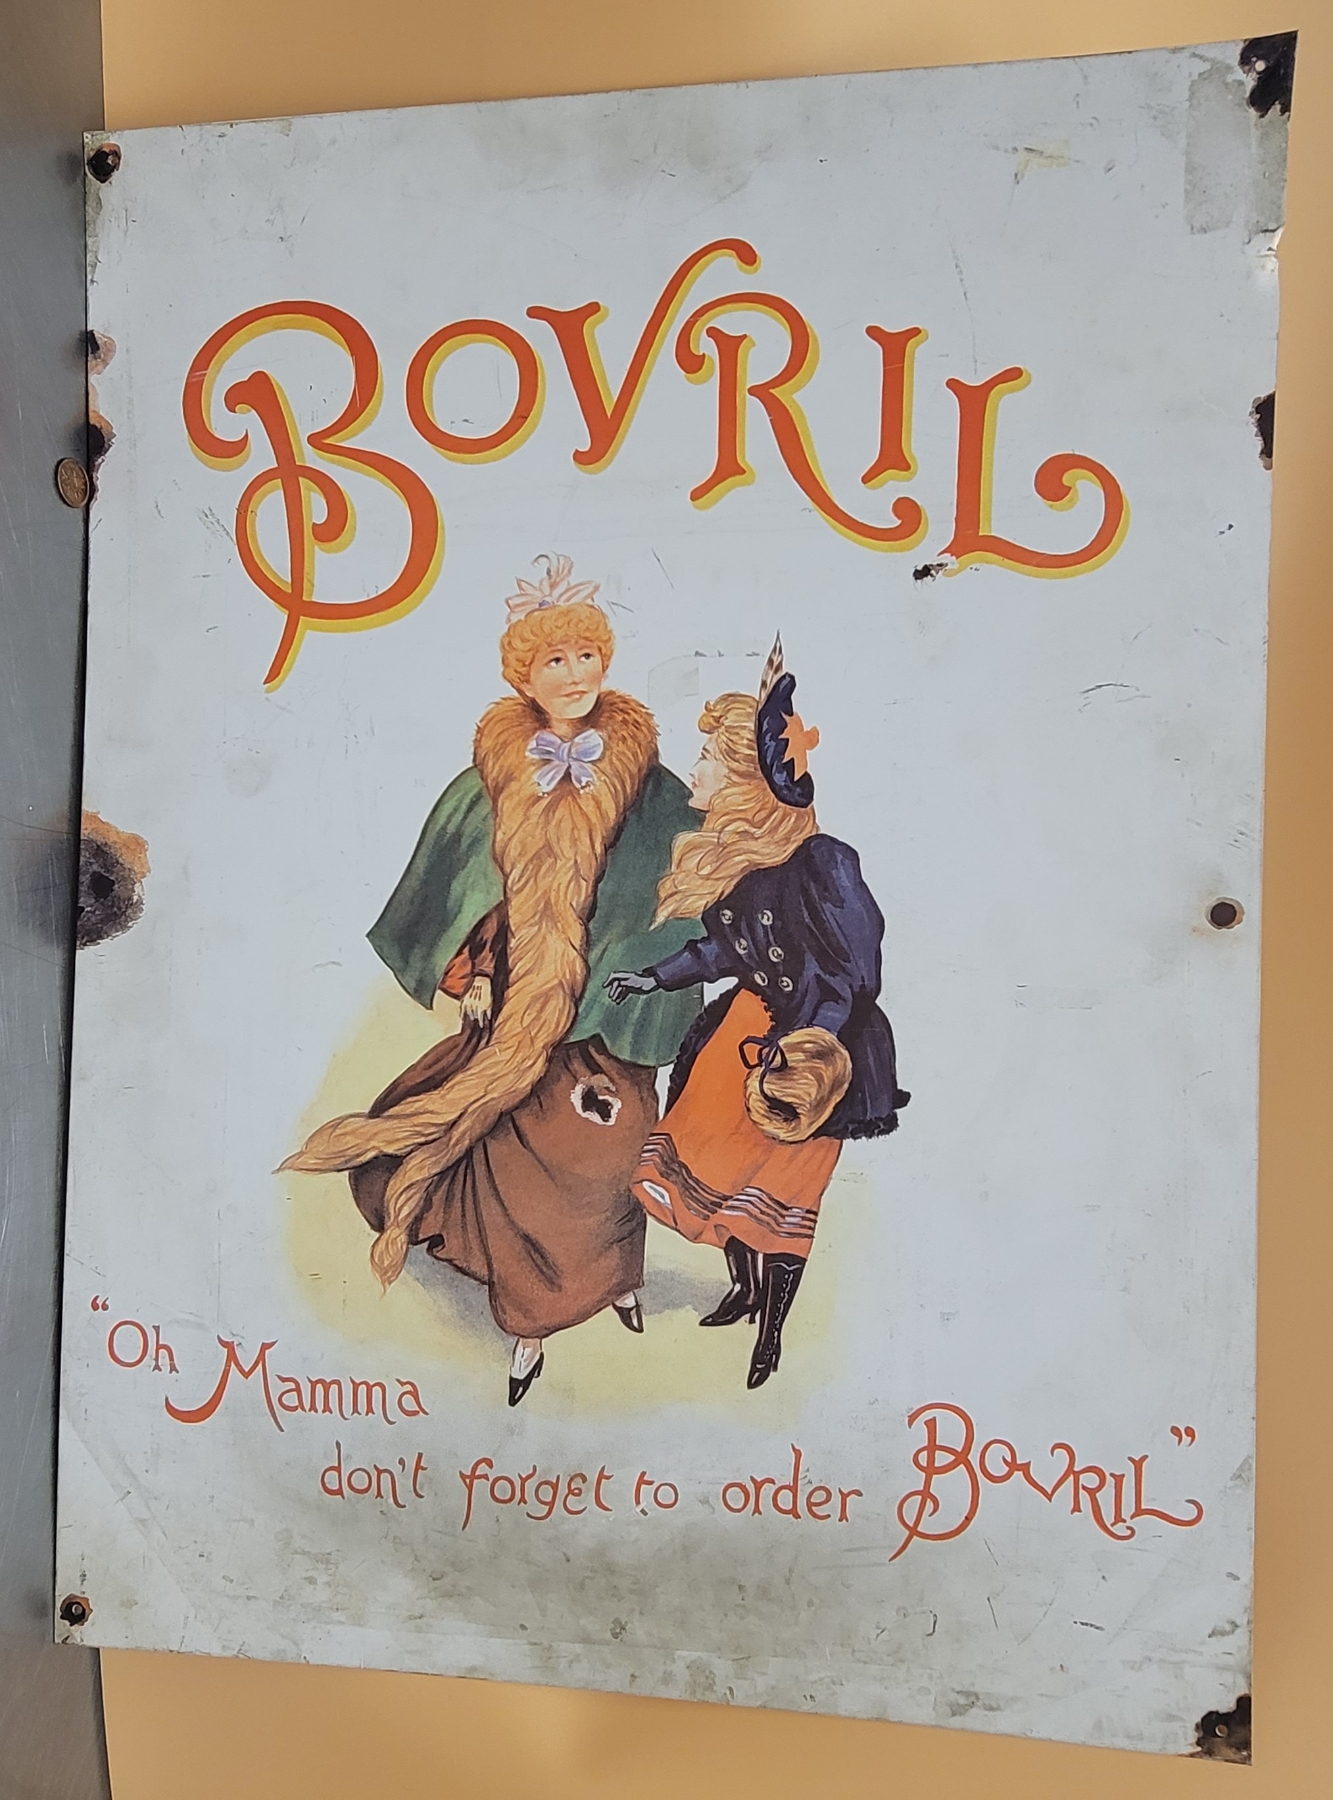 BOVRIL
"Oh Mamma
don't forget to order BOVRIL"